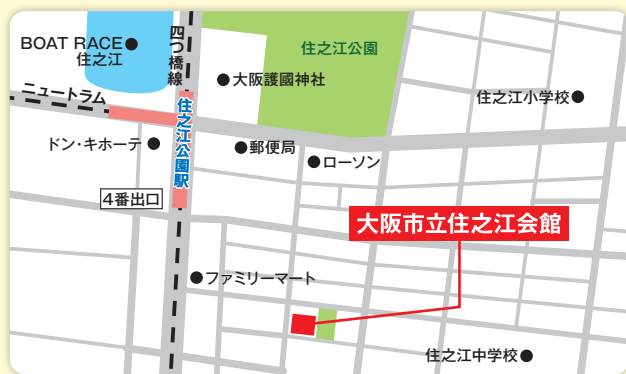 BOAT RACE
住之江
四つ橋線
住之江公園
大阪護國神社
住之江小学校
ニュートラム
住之江公園駅
ドン・キホーテ
郵便局
ローソン
4番出口
大阪市立住之江会館
ファミリーマート
住之江中学校